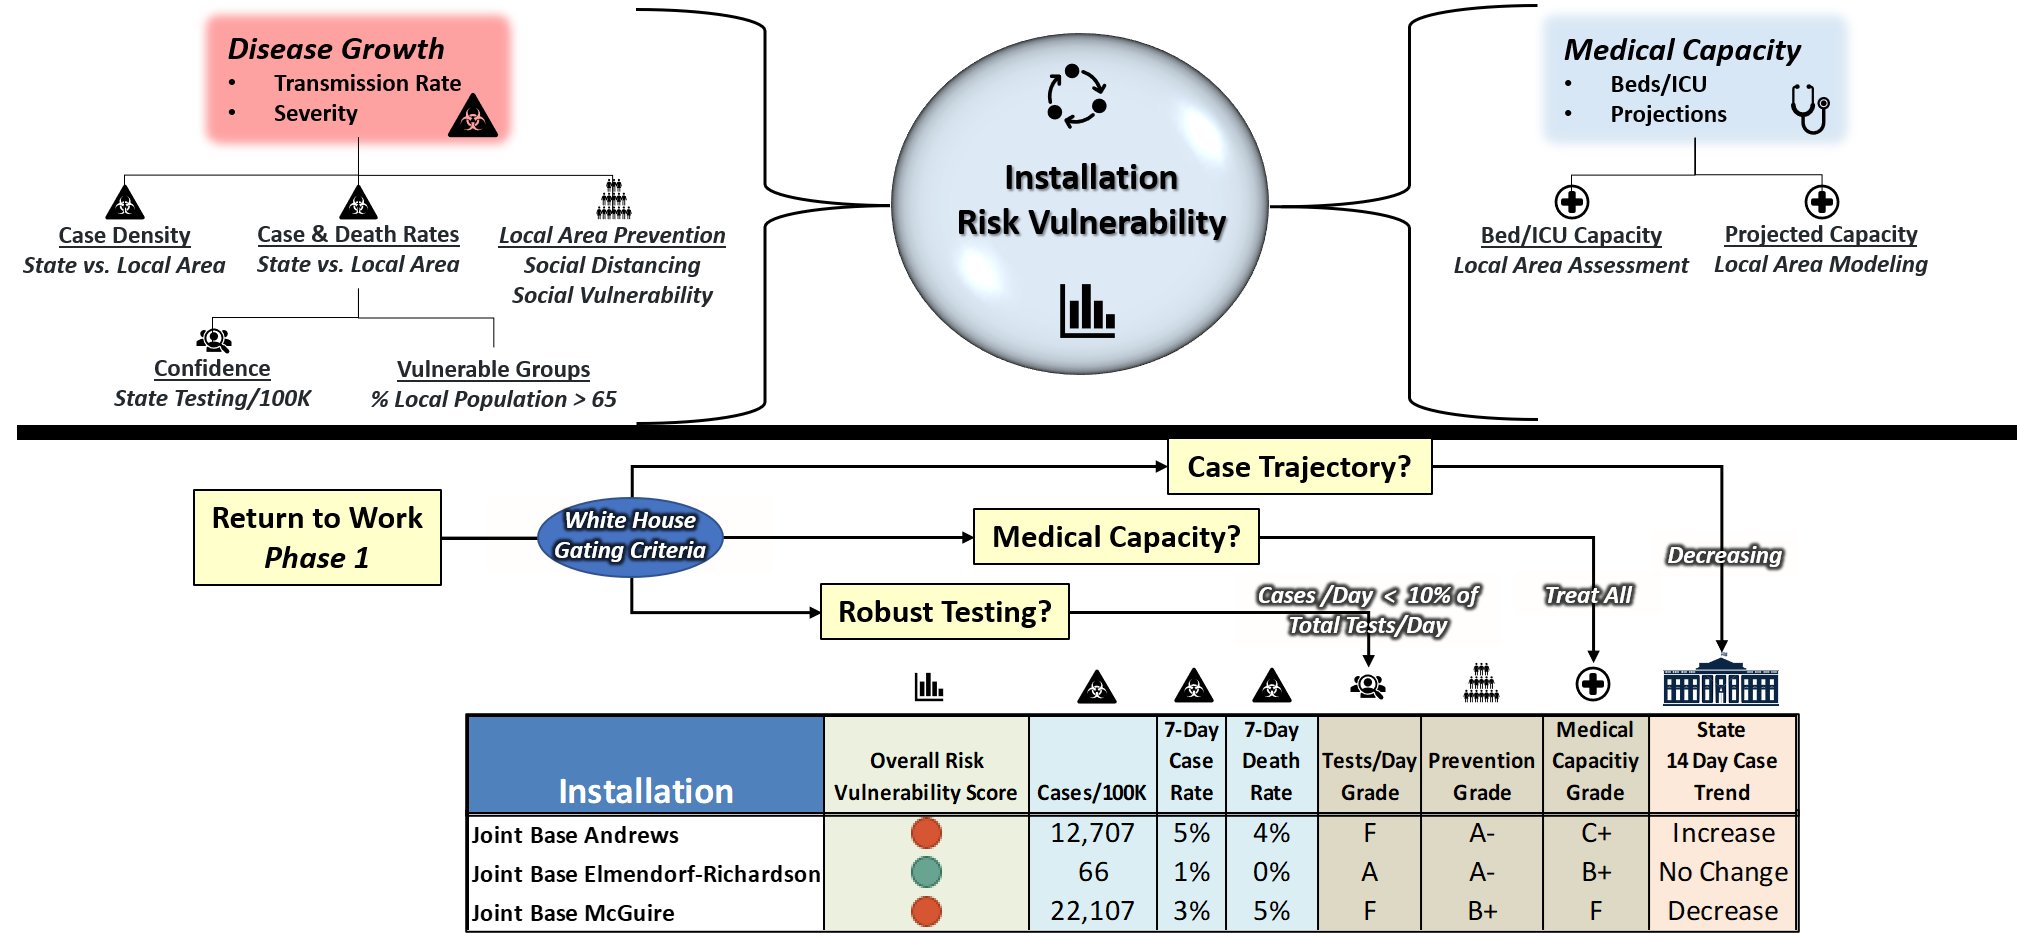 Disease Growth
• Transmission Rate
• Severity
Case Density
State vs. Local Area
Case & Death Rates
State vs. Local Area
Local Area Prevention
Social Distancing
Social Vulnerability
Confidence
State Testing/100K
Vulnerable Groups
% Local Population > 65
Installation
Risk Vulnerability
Medical Capacity
• Beds/ICU
• Projections
Bed/ICU Capacity
Local Area Assessment
Projected Capacity
Local Area Modeling
Return to Work
Phase 1
White House
Gating Criteria
Case Trajectory?
Medical Capacity?
Robust Testing?
Cases /Day < 10% of
Total Tests/Day
Treat All
Decreasing
Installation
Overall Risk
Vulnerability Score
Cases/100K
7-Day
Case
Rate
7-Day
Death
Rate
Tests/Day
Grade
Prevention
Grade
Medical
Capacitiy
Grade
State
14 Day Case
Trend
Joint Base Andrews 12,707 5% 4% F A- C+ Increase
Joint Base Elmendorf-Richardson 66 1% 0% A A- B+ No Change
Joint Base McGuire 22,107 3% 5% F B+ F Decrease